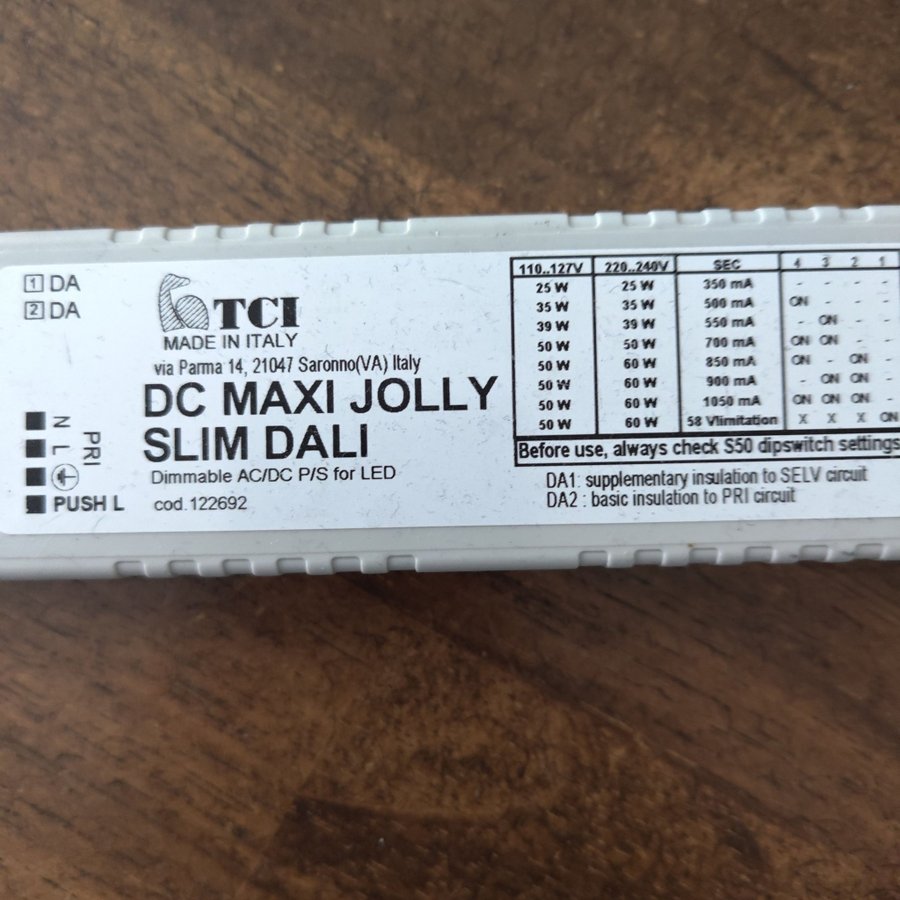 1 DA
2 DA
N
L
PRI
PUSH L
TCI
MADE IN ITALY
via Parma 14, 21047 Saronno(VA) Italy
DC MAXI JOLLY
SLIM DALI
Dimmable AC/DC P/S for LED
cod.122692
110..127V 220..240V SEC 4 3 2 1
25 W 25 W 350 mA - - - -
35 W 35 W 500 mA ON - - -
39 W 39 W 550 mA - ON - -
50 W 50 W 700 mA ON ON - -
50 W 60 W 850 mA ON - ON -
50 W 60 W 900 mA - ON ON -
50 W 60 W 1050 mA ON ON ON -
50 W 60 W 58 Vlimitation X X X ON
Before use, always check S50 dipswitch settings
DA1: supplementary insulation to SELV circuit
DA2 : basic insulation to PRI circuit